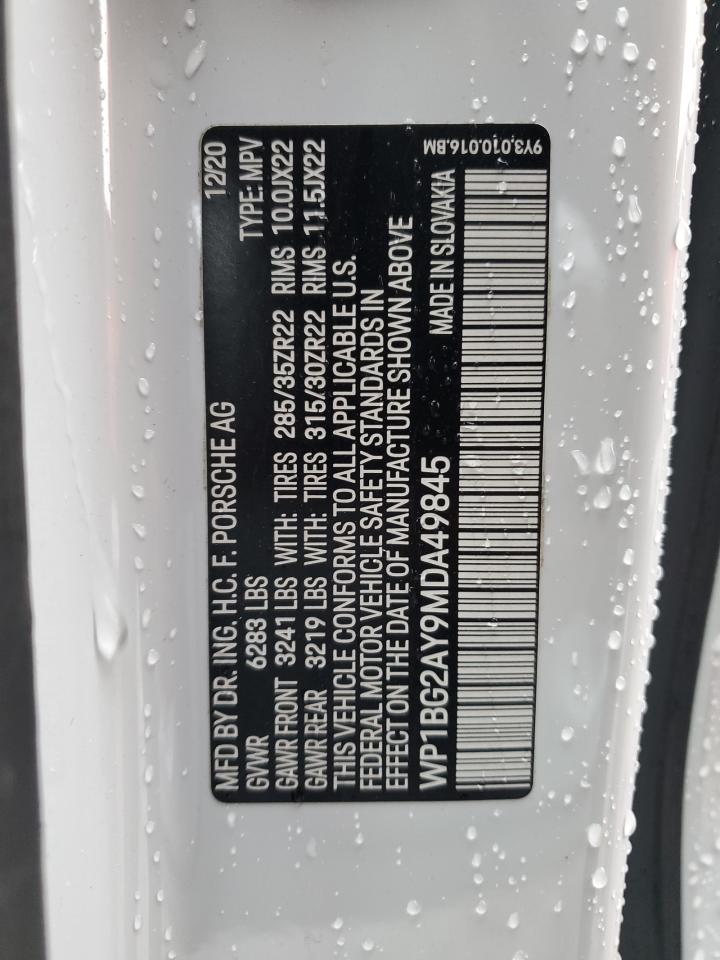 MFD BY DR. ING. H.C. F. PORSCHE AG 12/20
GVWR 6283 LBS TYPE: MPV
GAWR FRONT 3241 LBS WITH: TIRES 285/35ZR22 RIMS 10.0JX22
GAWR REAR 3219 LBS WITH: TIRES 315/30ZR22 RIMS 11.5JX22
THIS VEHICLE CONFORMS TO ALL APPLICABLE U.S.
FEDERAL MOTOR VEHICLE SAFETY STANDARDS IN
EFFECT ON THE DATE OF MANUFACTURE SHOWN ABOVE
WP1BG2AY9MDA49845 MADE IN SLOVAKIA
9Y3.010.016.BM